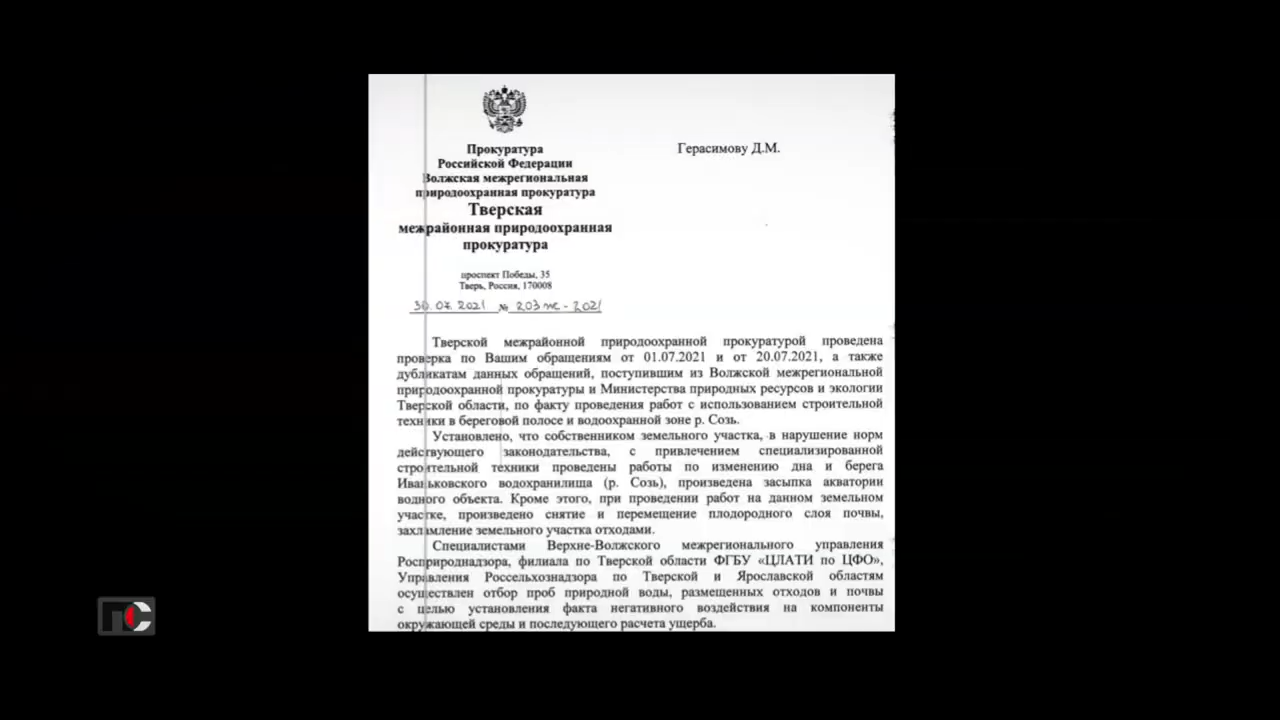 Прокуратура
Российской Федерации
Волжская межрегиональная
природоохранная прокуратура
Тверская
межрайонная природоохранная
прокуратура
проспект Победы, 35
Тверь, Россия, 170008
30.07.2021 № 203ж-2021
Герасимову Д.М.
Тверской межрайонной природоохранной прокуратурой проведена
проверка по Вашим обращениям от 01.07.2021 и от 20.07.2021, а также
дубликатам данных обращений, поступившим из Волжской межрегиональной
природоохранной прокуратуры и Министерства природных ресурсов и экологии
Тверской области, по факту проведения работ с использованием строительной
техники в береговой полосе и водоохранной зоне р. Созь.
Установлено, что собственником земельного участка, в нарушение норм
действующего законодательства, с привлечением специализированной
строительной техники проведены работы по изменению дна и берега
Иваньковского водохранилища (р. Созь), произведена засыпка акватории
водного объекта. Кроме этого, при проведении работ на данном земельном
участке, произведено снятие и перемещение плодородного слоя почвы,
захламление земельного участка отходами.
Специалистами Верхне-Волжского межрегионального управления
Росприроднадзора, филиала по Тверской области ФГБУ «ЦЛАТИ по ЦФО»,
Управления Россельхознадзора по Тверской и Ярославской областям
осуществлен отбор проб природной воды, размещенных отходов и почвы
с целью установления факта негативного воздействия на компоненты
окружающей среды и последующего расчета ущерба.
ПС